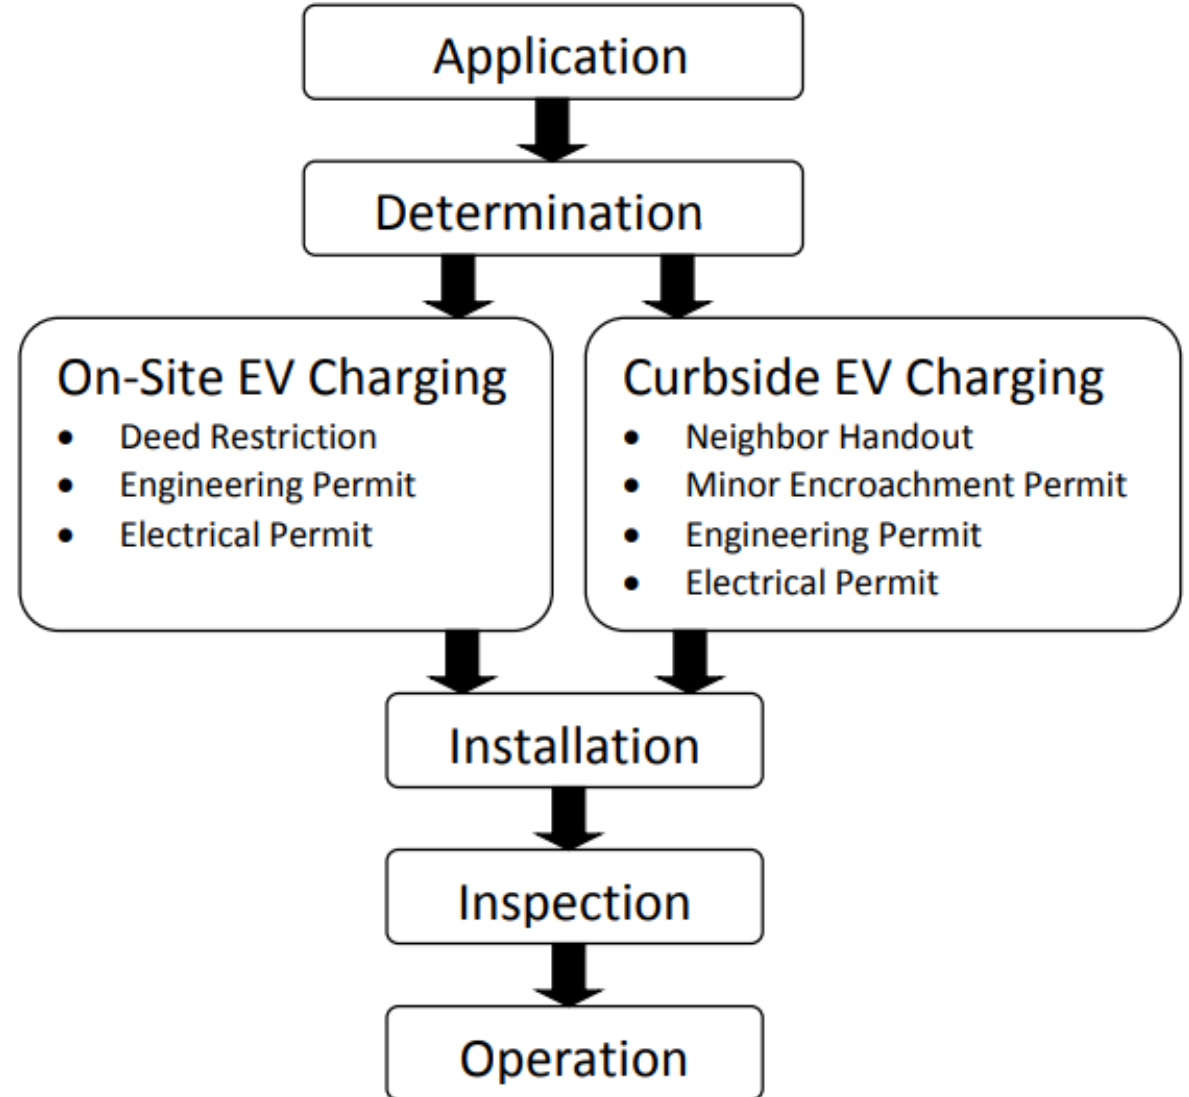 Application
Determination
On-Site EV Charging
• Deed Restriction
• Engineering Permit
• Electrical Permit
Curbside EV Charging
• Neighbor Handout
• Minor Encroachment Permit
• Engineering Permit
• Electrical Permit
Installation
Inspection
Operation